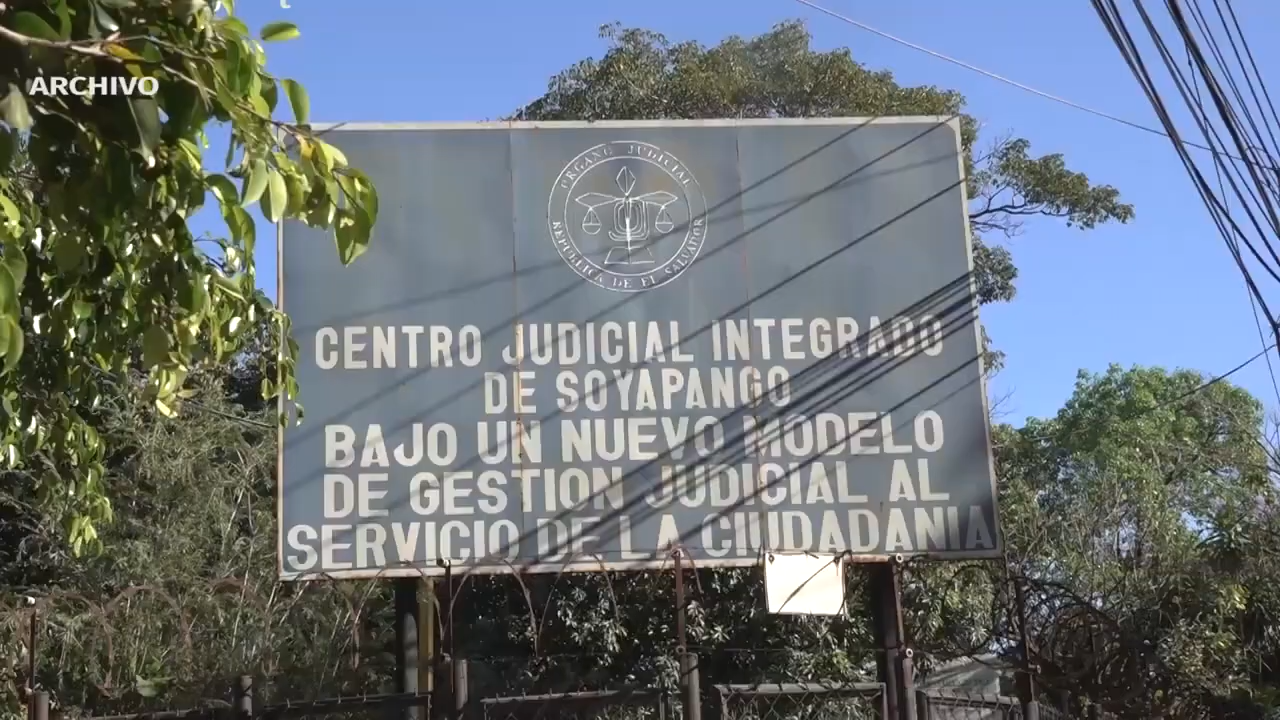 ARCHIVO
ORGANO JUDICIAL
REPUBLICA DE EL SALVADOR
CENTRO JUDICIAL INTEGRADO
DE SOYAPANGO
BAJO UN NUEVO MODELO
DE GESTION JUDICIAL AL
SERVICIO DE LA CIUDADANIA